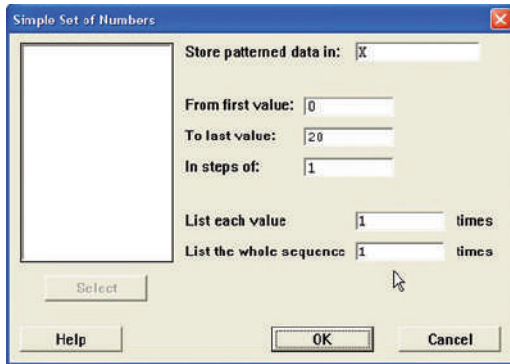 Simple Set of Numbers
Store patterned data in: X
From first value: 0
To last value: 20
In steps of: 1
List each value 1 times
List the whole sequence 1 times
Select
Help OK Cancel